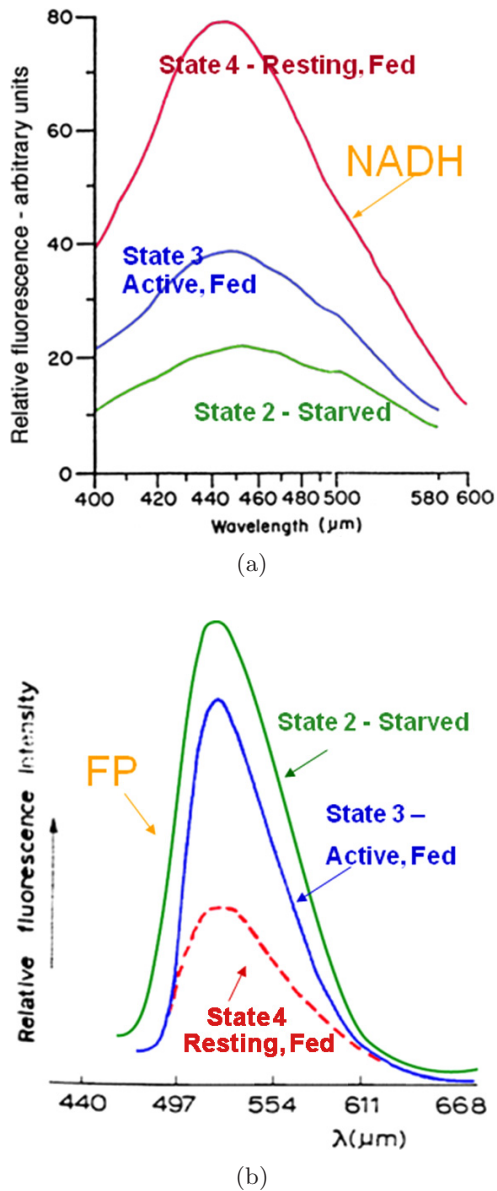 80
60
40
20
0
Relative fluorescence - arbitrary units
State 4 - Resting, Fed
NADH
State 3
Active, Fed
State 2 - Starved
400 420 440 460 480 500 580 600
Wavelength (μm)
(a)
Relative fluorescence Intensity
FP
State 2 - Starved
State 3 –
Active, Fed
State 4
Resting, Fed
440 497 554 611 668
λ(μm)
(b)